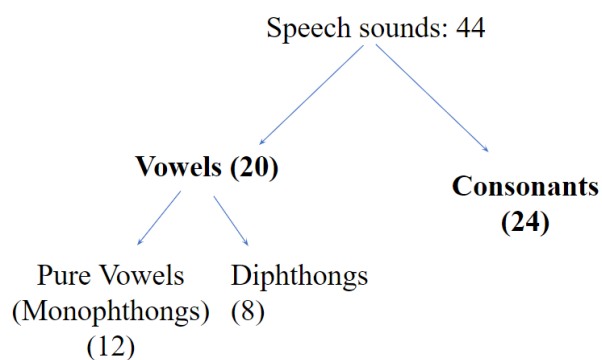 Speech sounds: 44
Vowels (20)
Consonants
(24)
Pure Vowels
(Monophthongs)
(12)
Diphthongs
(8)